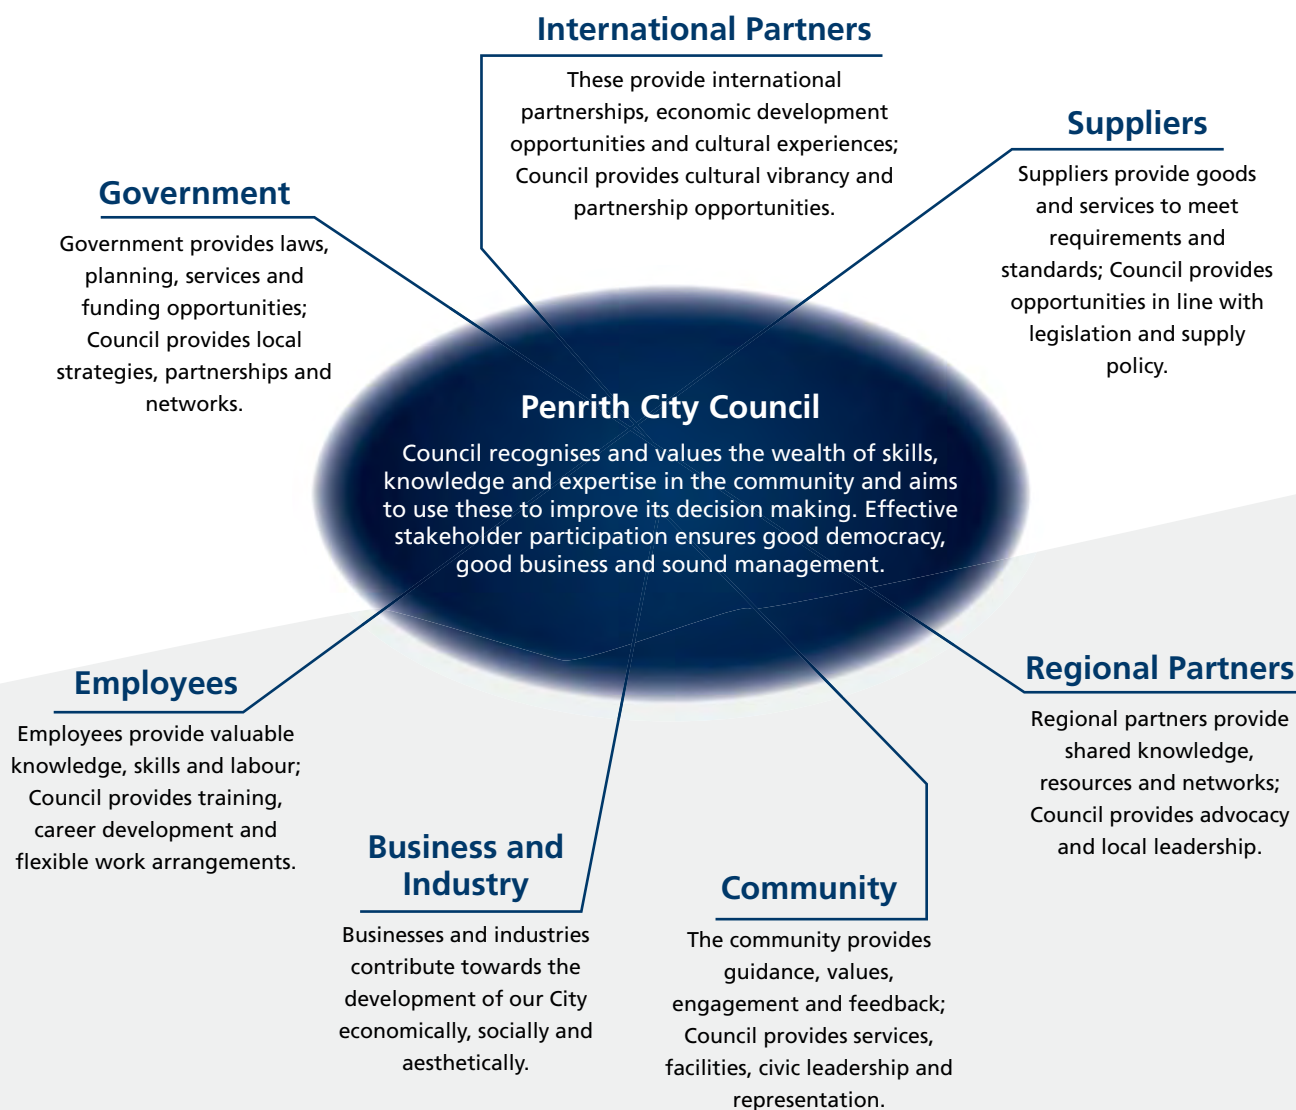 International Partners
These provide international
partnerships, economic development
opportunities and cultural experiences;
Council provides cultural vibrancy and
partnership opportunities.
Suppliers
Suppliers provide goods
and services to meet
requirements and
standards; Council provides
opportunities in line with
legislation and supply
policy.
Government
Government provides laws,
planning, services and
funding opportunities;
Council provides local
strategies, partnerships and
networks.
Penrith City Council
Council recognises and values the wealth of skills,
knowledge and expertise in the community and aims
to use these to improve its decision making. Effective
stakeholder participation ensures good democracy,
good business and sound management.
Employees
Employees provide valuable
knowledge, skills and labour;
Council provides training,
career development and
flexible work arrangements.
Regional Partners
Regional partners provide
shared knowledge,
resources and networks;
Council provides advocacy
and local leadership.
Business and
Industry
Businesses and industries
contribute towards the
development of our City
economically, socially and
aesthetically.
Community
The community provides
guidance, values,
engagement and feedback;
Council provides services,
facilities, civic leadership and
representation.